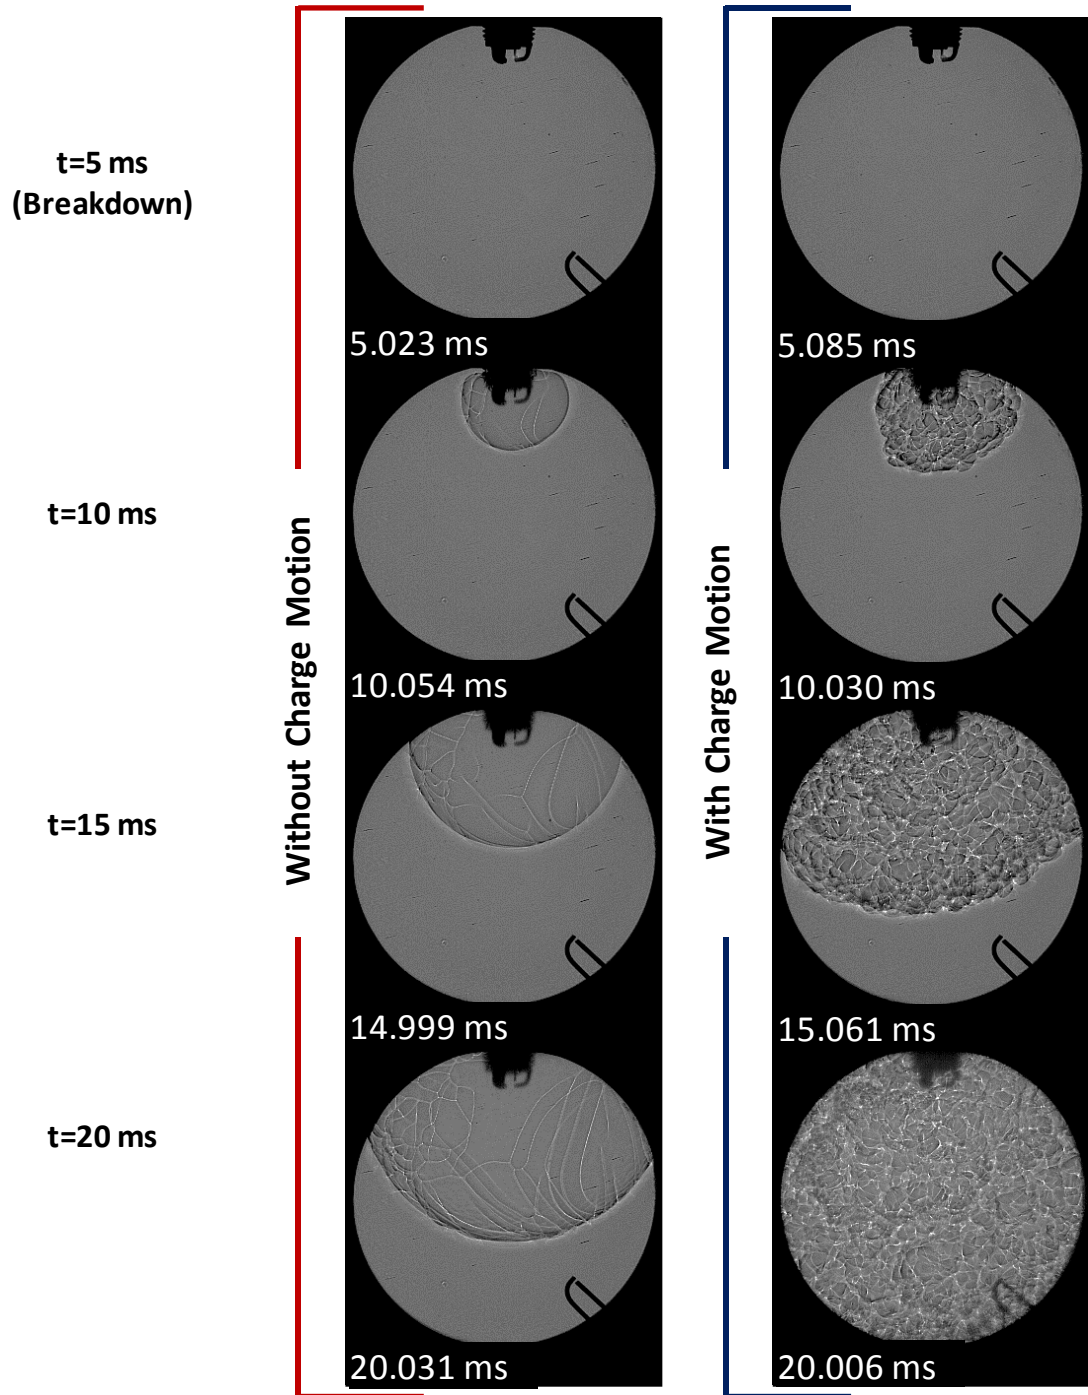 t=5 ms
(Breakdown)
5.023 ms
5.085 ms
t=10 ms
10.054 ms
10.030 ms
Without Charge Motion
With Charge Motion
t=15 ms
14.999 ms
15.061 ms
t=20 ms
20.031 ms
20.006 ms